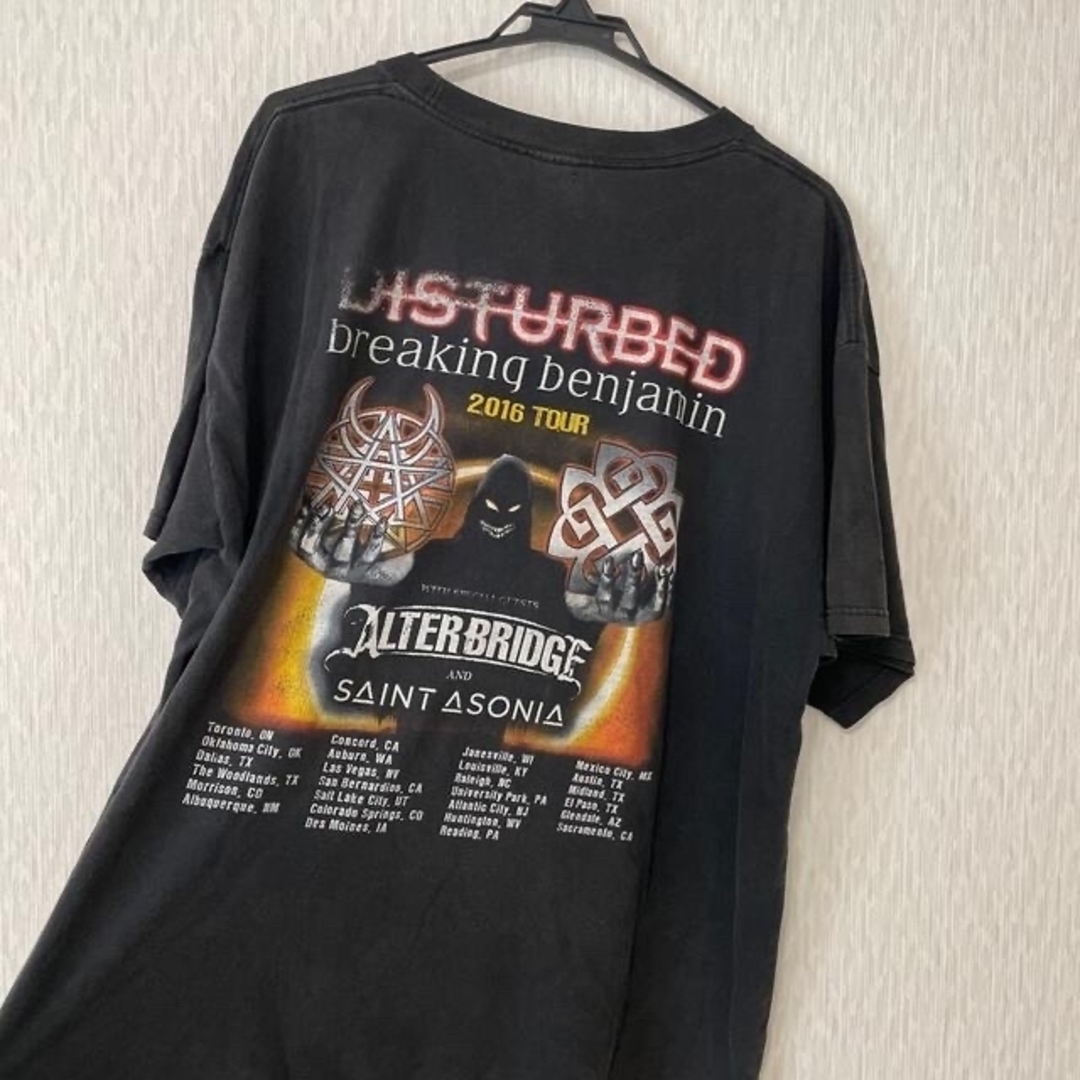 DISTURBED
breaking benjamin
2016 TOUR
WITH SPECIAL GUESTS
ALTER BRIDGE
AND
SAINT ASONIA
Toronto, ON
Oklahoma City, OK
Dallas, TX
The Woodlands, TX
Morrison, CO
Albuquerque, NM
Concord, CA
Auburn, WA
Las Vegas, NV
San Bernardino, CA
Salt Lake City, UT
Colorado Springs, CO
Des Moines, IA
Janesville, WI
Louisville, KY
Raleigh, NC
University Park, PA
Atlantic City, NJ
Huntington, WV
Reading, PA
Mexico City, MX
Austin, TX
Midland, TX
El Paso, TX
Glendale, AZ
Sacramento, CA